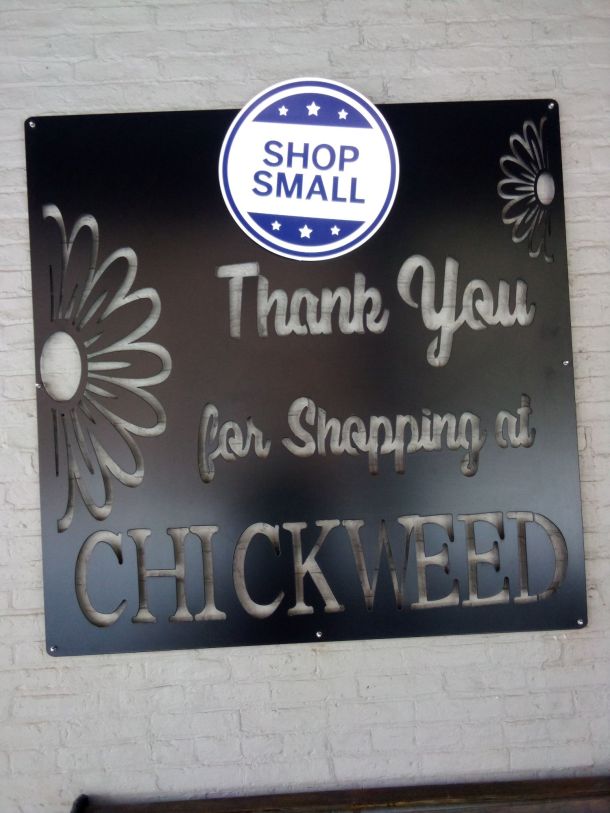 SHOP
SMALL
Thank You
for Shopping at
CHICKWEED